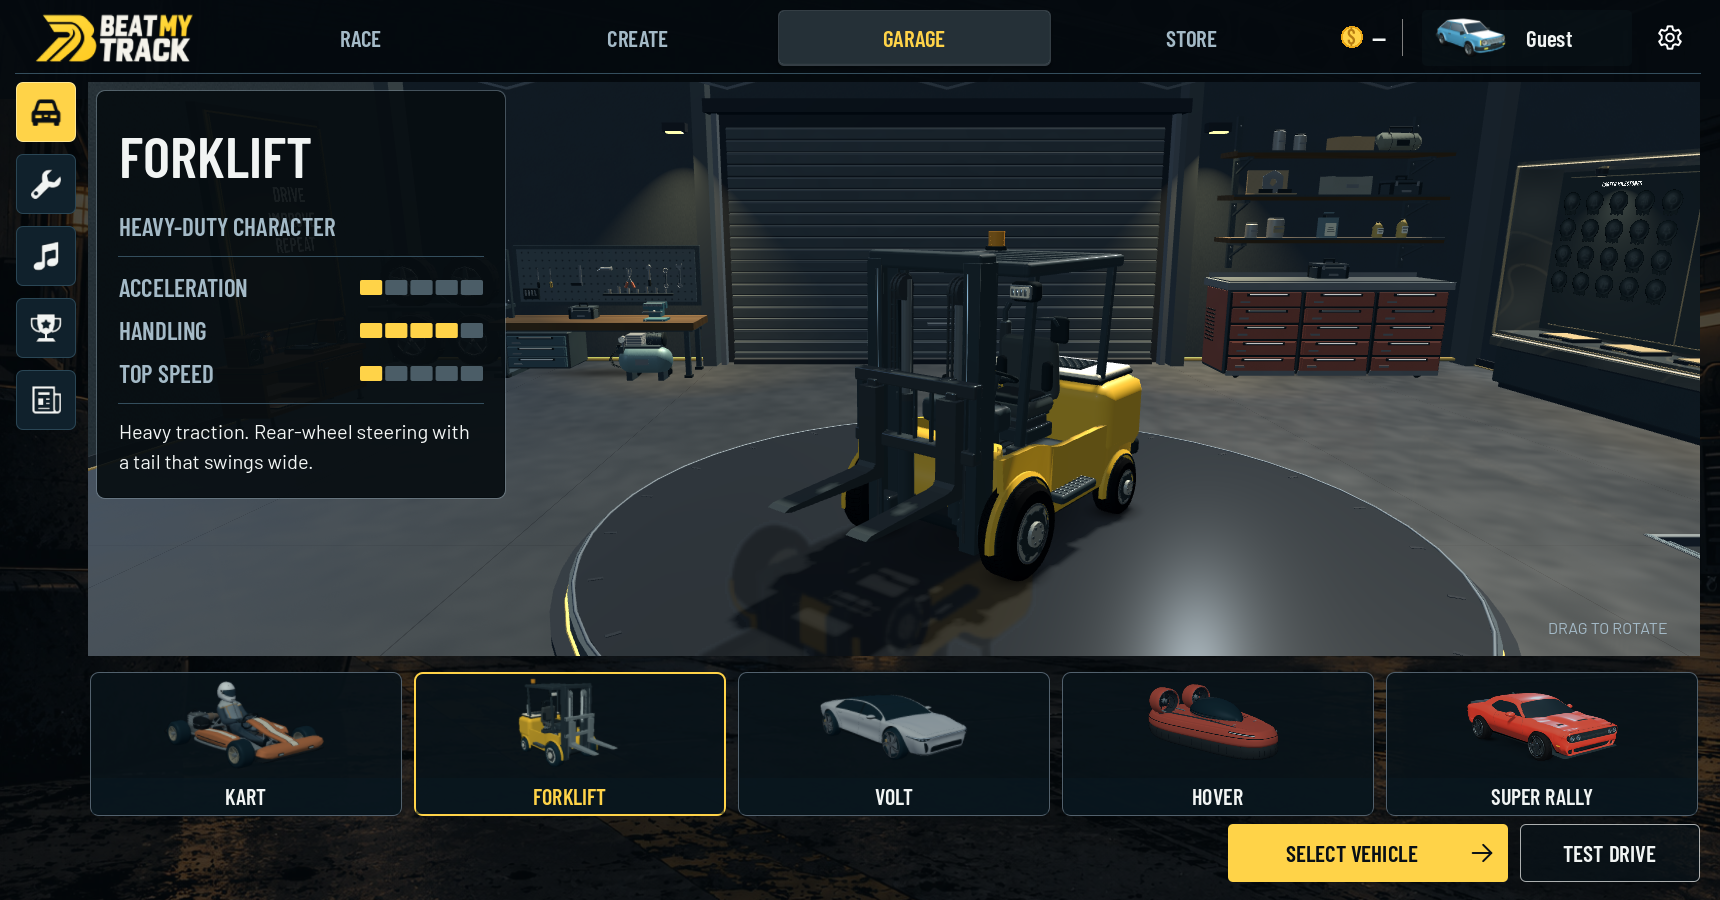 BEATMY
TRACK
RACE
CREATE
GARAGE
STORE
$ –
Guest
FORKLIFT
DRIVE
REPEAT
HEAVY-DUTY CHARACTER
ACCELERATION
HANDLING
TOP SPEED
Heavy traction. Rear-wheel steering with
a tail that swings wide.
DRAG TO ROTATE
KART
FORKLIFT
VOLT
HOVER
SUPER RALLY
SELECT VEHICLE
TEST DRIVE